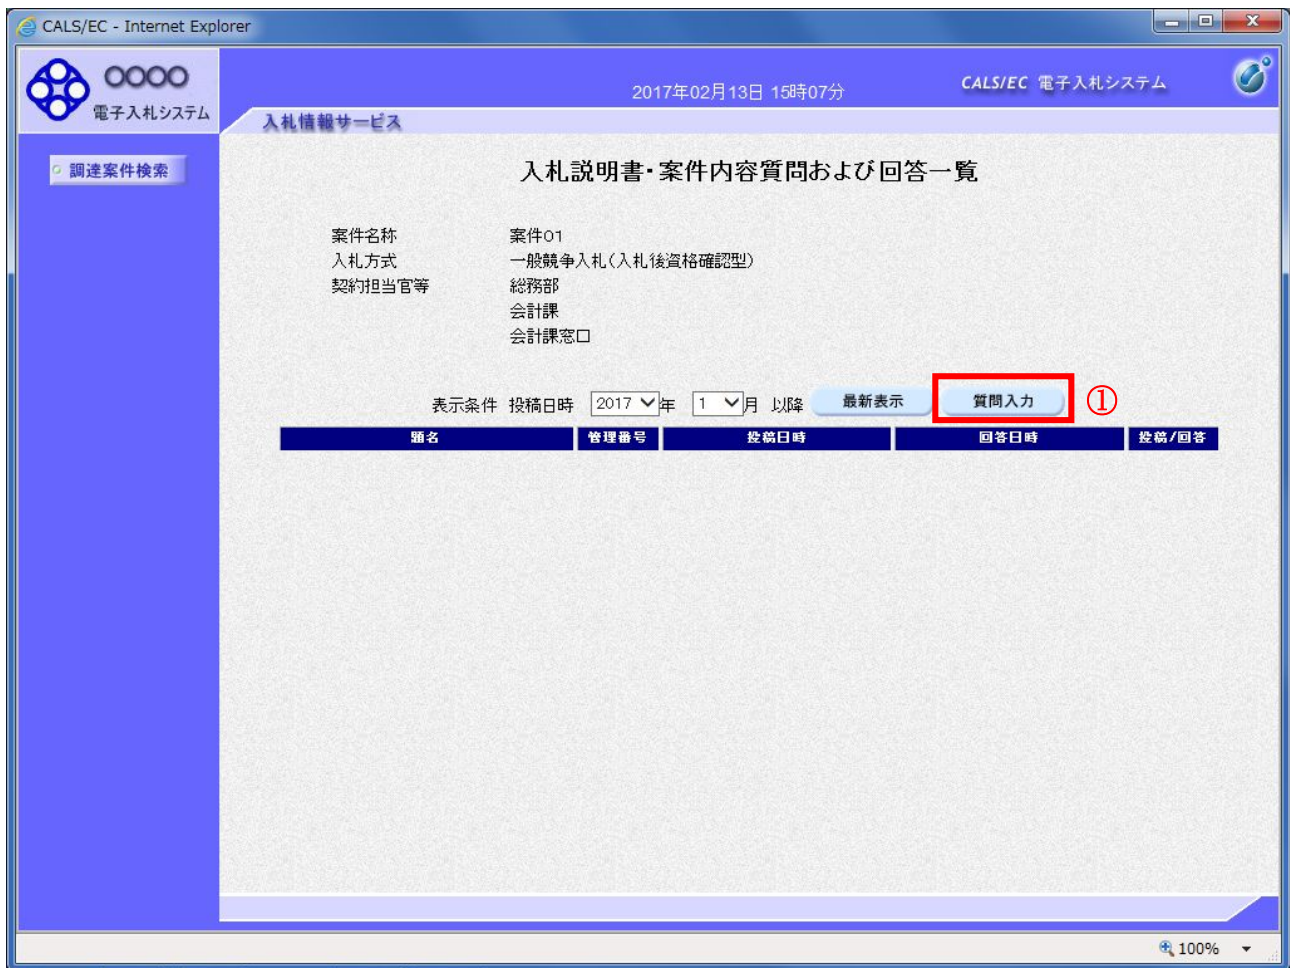 CALS/EC - Internet Explorer
OOOO
電子入札システム
2017年02月13日 15時07分
CALS/EC 電子入札システム
入札情報サービス
調達案件検索
入札説明書・案件内容質問および回答一覧
案件名称 案件01
入札方式 一般競争入札(入札後資格確認型)
契約担当官等 総務部
会計課
会計課窓口
表示条件 投稿日時 2017 年 1 月 以降 最新表示 質問入力 ①
題名 管理番号 投稿日時 回答日時 投稿/回答
100%